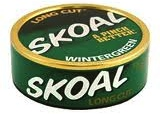 LONG CUT
SKOAL
A PINCH
BETTER.
WINTERGREEN
SKOAL
LONG CUT